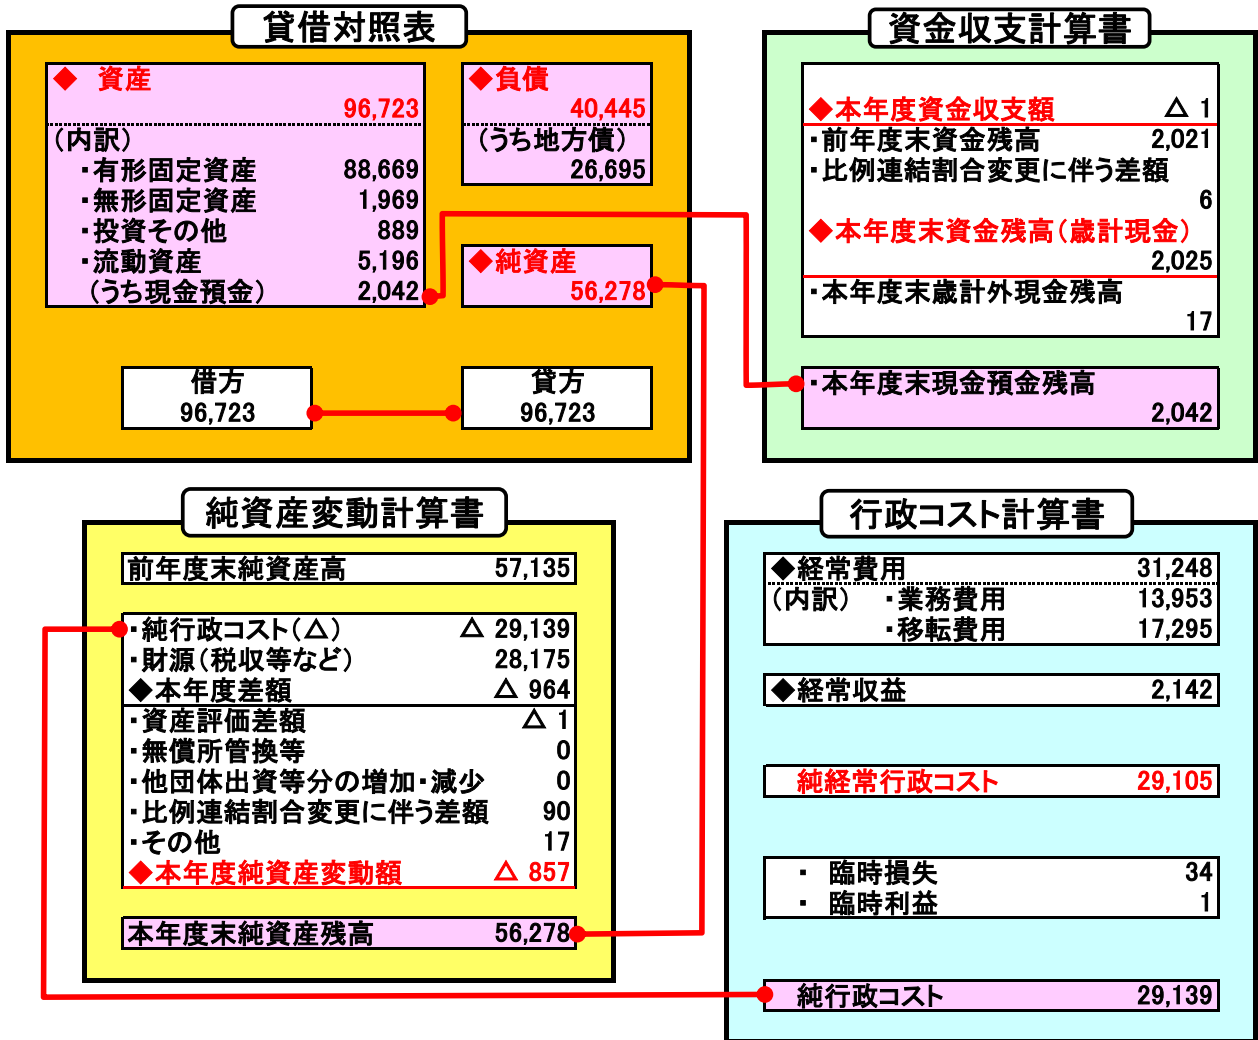 貸借対照表
◆ 資産
96,723
(内訳)
・有形固定資産 88,669
・無形固定資産 1,969
・投資その他 889
・流動資産 5,196
(うち現金預金) 2,042
◆負債
40,445
(うち地方債)
26,695
◆純資産
56,278
借方
96,723
貸方
96,723
資金収支計算書
◆本年度資金収支額 △ 1
・前年度末資金残高 2,021
・比例連結割合変更に伴う差額
6
◆本年度末資金残高(歳計現金)
2,025
・本年度末歳計外現金残高
17
・本年度末現金預金残高
2,042
純資産変動計算書
前年度末純資産高 57,135
・純行政コスト(△) △ 29,139
・財源(税収等など) 28,175
◆本年度差額 △ 964
・資産評価差額 △ 1
・無償所管換等 0
・他団体出資等分の増加・減少 0
・比例連結割合変更に伴う差額 90
・その他 17
◆本年度純資産変動額 △ 857
本年度末純資産残高 56,278
行政コスト計算書
◆経常費用 31,248
(内訳) ・業務費用 13,953
・移転費用 17,295
◆経常収益 2,142
純経常行政コスト 29,105
・ 臨時損失 34
・ 臨時利益 1
純行政コスト 29,139